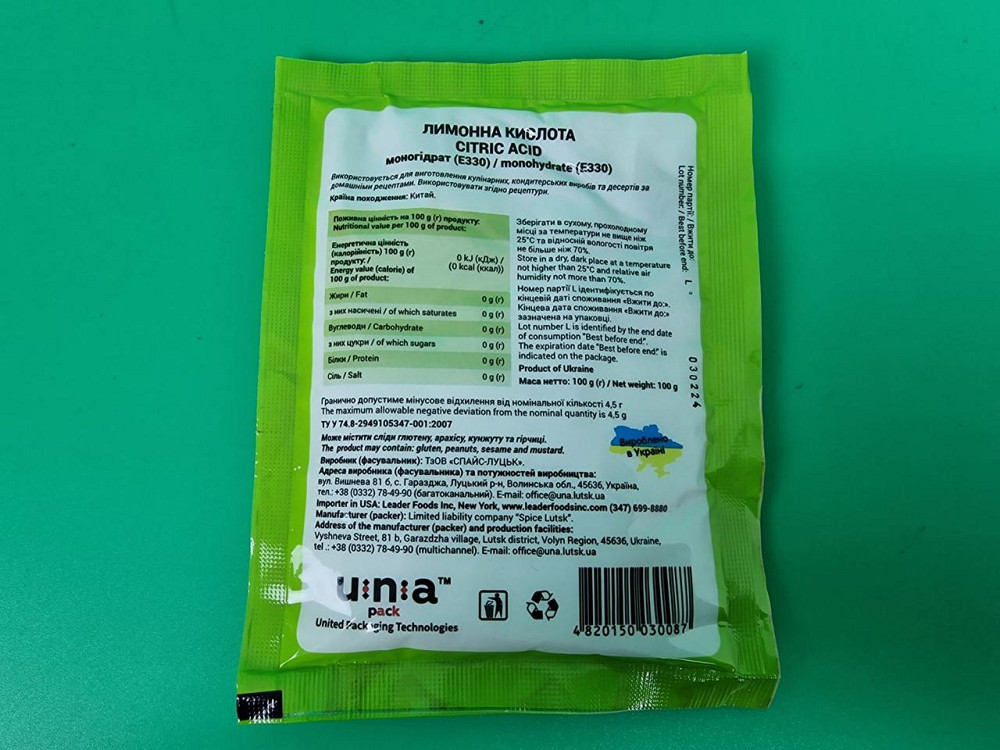 ЛИМОННА КИСЛОТА
CITRIC ACID
моногідрат (Е330) / monohydrate (E330)
Використовується для виготовлення кулінарних, кондитерських виробів та десертів за
домашніми рецептами. Використовувати згідно рецептури.
Країна походження: Китай.
Поживна цінність на 100 g (г) продукту:
Nutritional value per 100 g of product:
Енергетична цінність
(калорійність) 100 g (г)
продукту: /
Energy value (calorie) of
100 g of product:
0 kJ (кДж) /
(0 kcal (ккал))
Жири / Fat 0 g (г)
з них насичені / of which saturates 0 g (г)
Вуглеводи / Carbohydrate 0 g (г)
з них цукри / of which sugars 0 g (г)
Білки / Protein 0 g (г)
Сіль / Salt 0 g (г)
Зберігати в сухому, прохолодному
місці за температури не вище ніж
25°С та відносній вологості повітря
не більше ніж 70%.
Store in a dry, dark place at a temperature
not higher than 25°C and relative air
humidity not more than 70%.
Номер партії L ідентифікується по
кінцевій даті споживання «Вжити до:»
Кінцева дата споживання «Вжити до:»
зазначена на упаковці.
Lot number L is identified by the end date
of consumption "Best before end:".
The expiration date "Best before end:" is
indicated on the package.
Product of Ukraine
Маса нетто: 100 g (г) / Net weight: 100 g
Номер партії: / Вжити до:
Lot number: / Best before end: L =
030224
Гранично допустиме мінусове відхилення від номінальної кількості 4,5 г
The maximum allowable negative deviation from the nominal quantity is 4,5 g
ТУ У 74.8-2949105347-001:2007
Може містити сліди глютену, арахісу, кунжуту та гірчиці.
The product may contain: gluten, peanuts, sesame and mustard.
Вироблено
в Україні
Виробник (фасувальник): ТзОВ «СПАЙС-ЛУЦЬК».
Адреса виробника (фасувальника) та потужностей виробництва:
вул. Вишнева 81 б, с. Гаразджа, Луцький р-н, Волинська обл., 45636, Україна,
тел.: +38 (0332) 78-49-90 (багатоканальний). E-mail: office@una.lutsk.ua
Importer in USA: Leader Foods Inc, New York, www.leaderfoodsinc.com (347) 699-8880
Manufacturer (packer): Limited liability company "Spice Lutsk".
Address of the manufacturer (packer) and production facilities:
Vyshneva Street, 81 b, Garazdzha village, Lutsk district, Volyn Region, 45636, Ukraine,
tel .: +38 (0332) 78-49-90 (multichannel). E-mail: office@una.lutsk.ua
u:n:a™
pack
United Packaging Technologies
4 820150 030087